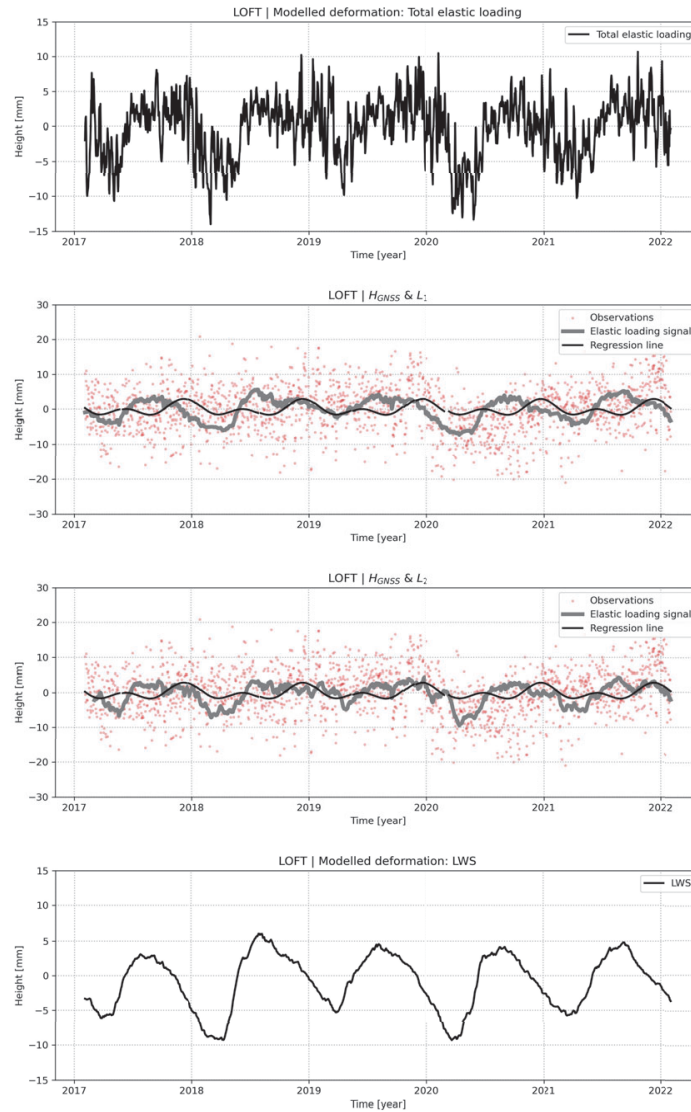 LOFT | Modelled deformation: Total elastic loading
Total elastic loading
15
10
5
0
−5
−10
−15
Height [mm]
2017 2018 2019 2020 2021 2022
Time [year]
LOFT | H_GNSS & L_1
Observations
Elastic loading signal
Regression line
30
20
10
0
−10
−20
−30
Height [mm]
2017 2018 2019 2020 2021 2022
Time [year]
LOFT | H_GNSS & L_2
Observations
Elastic loading signal
Regression line
30
20
10
0
−10
−20
−30
Height [mm]
2017 2018 2019 2020 2021 2022
Time [year]
LOFT | Modelled deformation: LWS
LWS
15
10
5
0
−5
−10
−15
Height [mm]
2017 2018 2019 2020 2021 2022
Time [year]